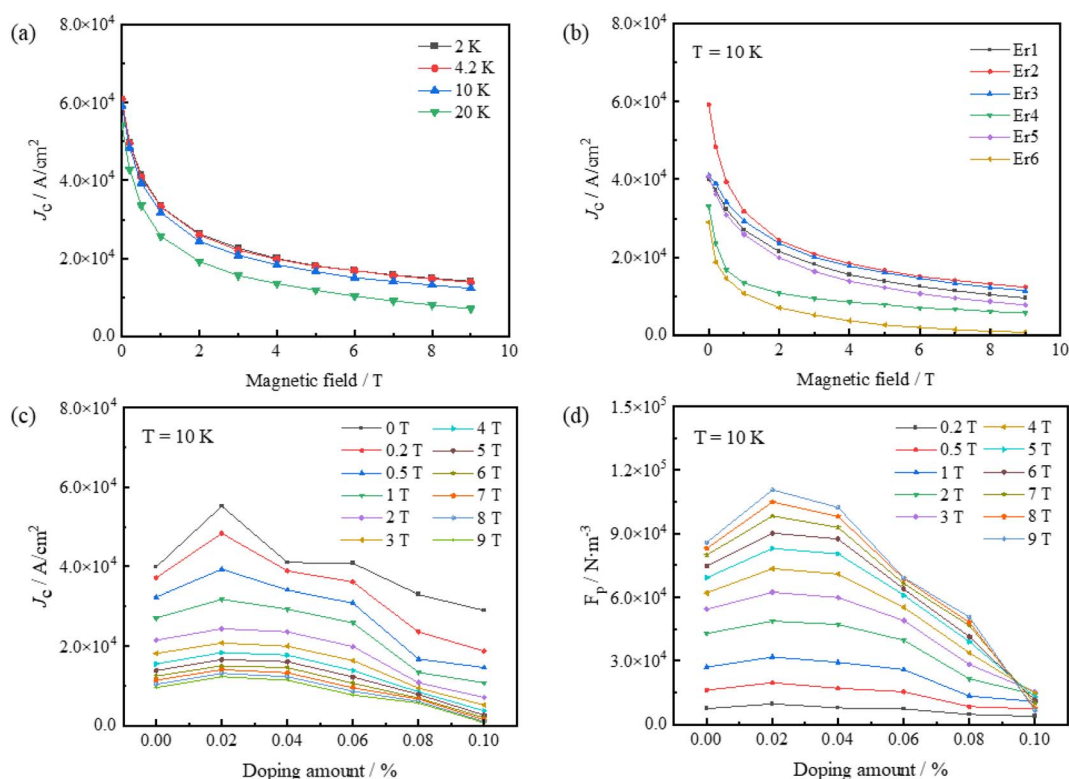 (a)
8.0×10⁴
6.0×10⁴
4.0×10⁴
2.0×10⁴
0.0
J_c / A/cm²
2 K
4.2 K
10 K
20 K
0 2 4 6 8 10
Magnetic field / T
(b)
8.0×10⁴
6.0×10⁴
4.0×10⁴
2.0×10⁴
0.0
J_c / A/cm²
T = 10 K
Er1
Er2
Er3
Er4
Er5
Er6
0 2 4 6 8 10
Magnetic field / T
(c)
8.0×10⁴
6.0×10⁴
4.0×10⁴
2.0×10⁴
0.0
J_c / A/cm²
T = 10 K
0 T 4 T
0.2 T 5 T
0.5 T 6 T
1 T 7 T
2 T 8 T
3 T 9 T
0.00 0.02 0.04 0.06 0.08 0.10
Doping amount / %
(d)
1.5×10⁵
1.2×10⁵
9.0×10⁴
6.0×10⁴
3.0×10⁴
0.0
F_p / N·m⁻³
T = 10 K
0.2 T 4 T
0.5 T 5 T
1 T 6 T
2 T 7 T
3 T 8 T
9 T
0.00 0.02 0.04 0.06 0.08 0.10
Doping amount / %